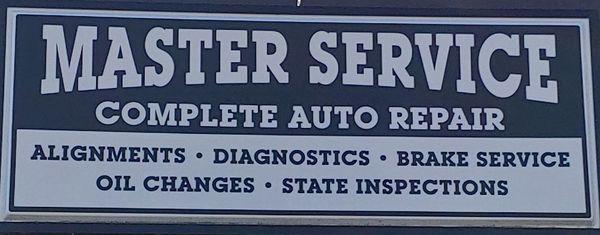 MASTER SERVICE
COMPLETE AUTO REPAIR
ALIGNMENTS • DIAGNOSTICS • BRAKE SERVICE
OIL CHANGES • STATE INSPECTIONS